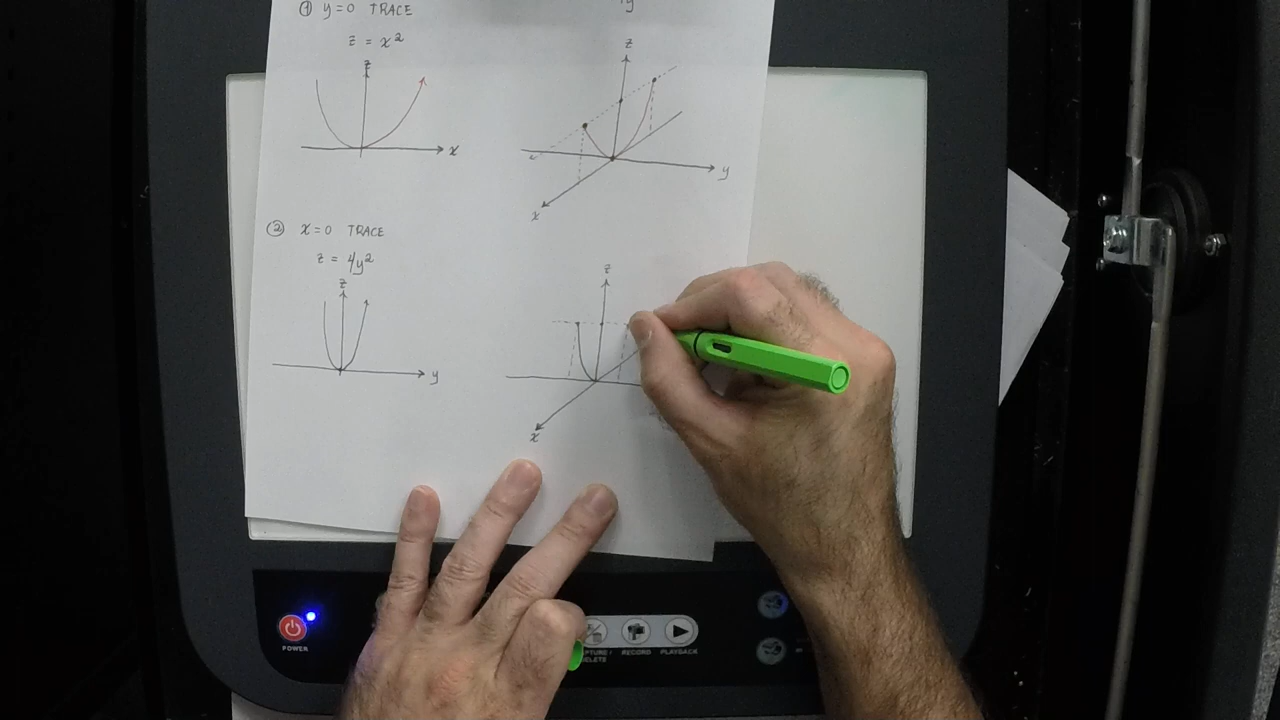 ① y=0 TRACE
z = x²
z
x
y
z
y
x
② x=0 TRACE
z = 4y²
z
y
z
x
POWER
RECORD
PLAYBACK